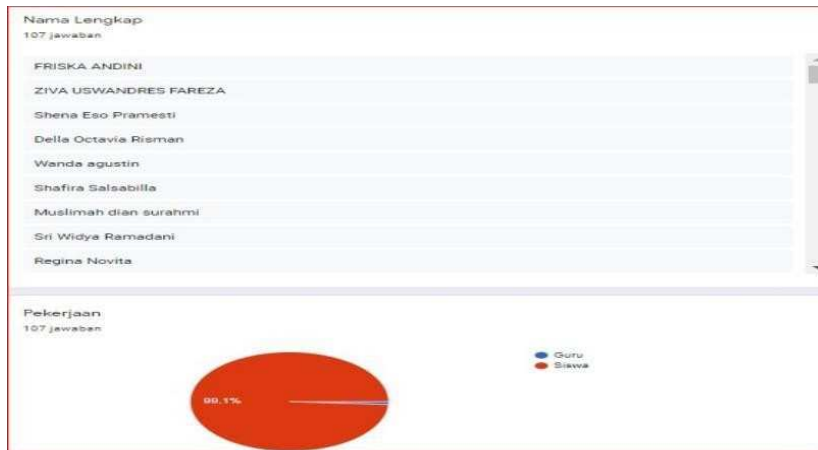 Nama Lengkap
107 jawaban
FRISKA ANDINI
ZIVA USWANDRES FAREZA
Shena Eso Pramesti
Della Octavia Risman
Wanda agustin
Shafira Salsabilla
Muslimah dian surahmi
Sri Widya Ramadani
Regina Novita
Pekerjaan
107 jawaban
Guru
Siswa
99.1%